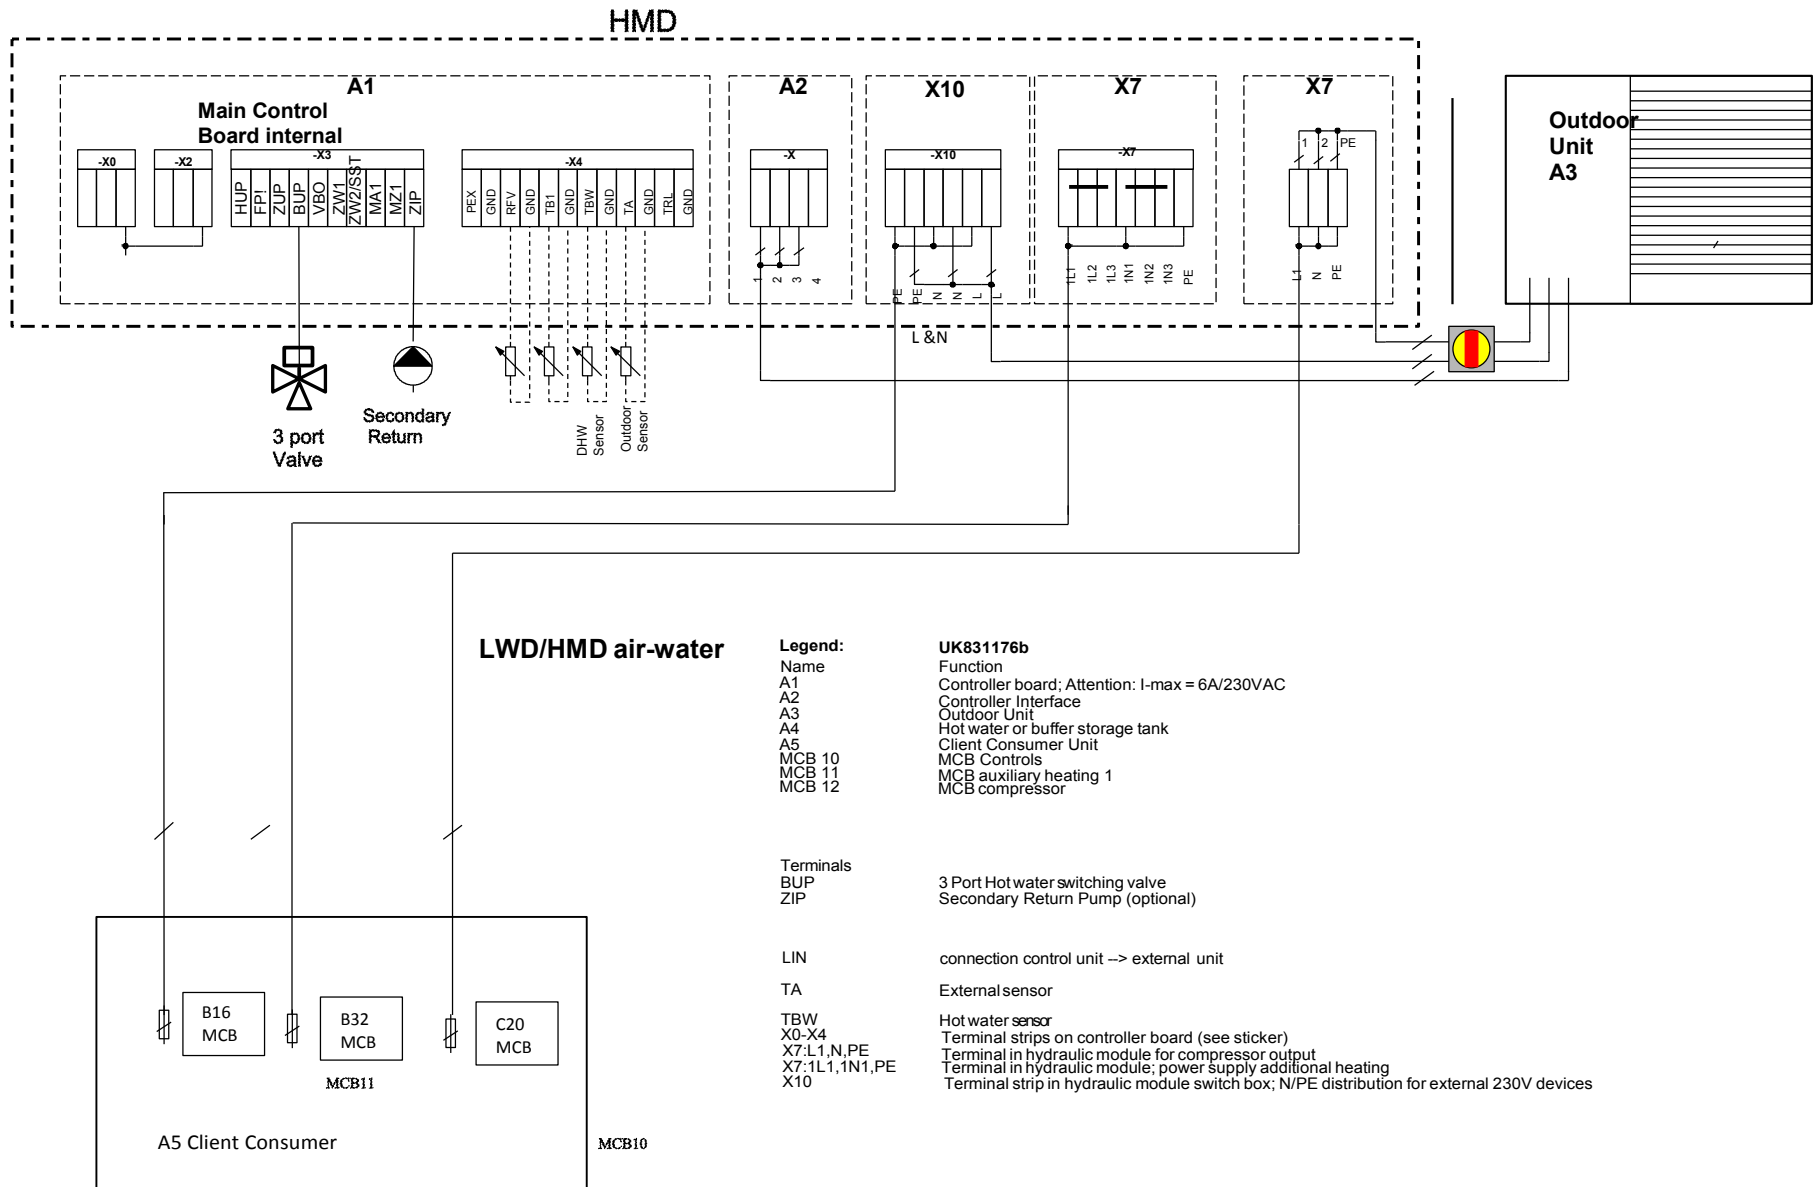 HMD
A1
A2
X10
X7
X7
Main Control
Board internal
Outdoor
Unit
A3
-X0
-X2
-X3
-X4
-X
-X10
-X7
1 2 PE
HUP
FP!
ZUP
BUP
VBO
ZW1
ZW2/SST
MA1
MZ1
ZIP
PEX
GND
RFV
GND
TB1
GND
TBW
GND
TA
GND
TRL
GND
1
2
3
4
PE
PE
N
N
L
L
1L1
1L2
1L3
1N1
1N2
1N3
PE
L1
N
PE
L &N
3 port
Valve
Secondary
Return
DHW
Sensor
Outdoor
Sensor
LWD/HMD air-water
Legend: UK831176b
Name Function
A1 Controller board; Attention: I-max = 6A/230VAC
A2 Controller Interface
A3 Outdoor Unit
A4 Hot water or buffer storage tank
A5 Client Consumer Unit
MCB 10 MCB Controls
MCB 11 MCB auxiliary heating 1
MCB 12 MCB compressor
Terminals
BUP 3 Port Hot water switching valve
ZIP Secondary Return Pump (optional)
LIN connection control unit --> external unit
TA External sensor
TBW Hot water sensor
X0-X4 Terminal strips on controller board (see sticker)
X7:L1,N,PE Terminal in hydraulic module for compressor output
X7:1L1,1N1,PE Terminal in hydraulic module; power supply additional heating
X10 Terminal strip in hydraulic module switch box; N/PE distribution for external 230V devices
B16
MCB
B32
MCB
C20
MCB
MCB11
A5 Client Consumer
MCB10